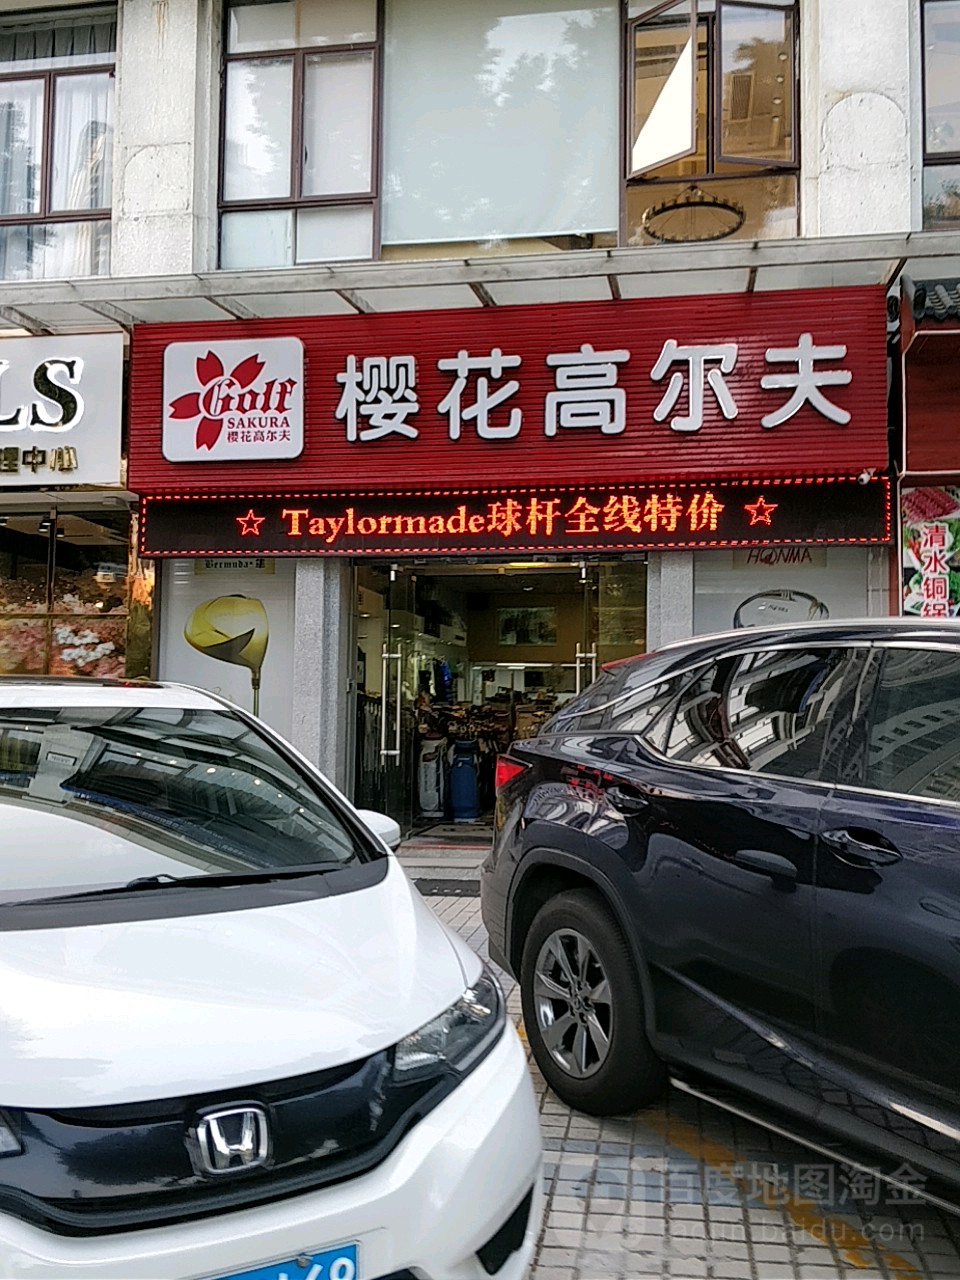 LS
理中心
Golf
SAKURA
樱花高尔夫
樱花高尔夫
☆ Taylormade球杆全线特价 ☆
Bermuda
HONMA
清水铜锅
百度地图淘金
baidu.com